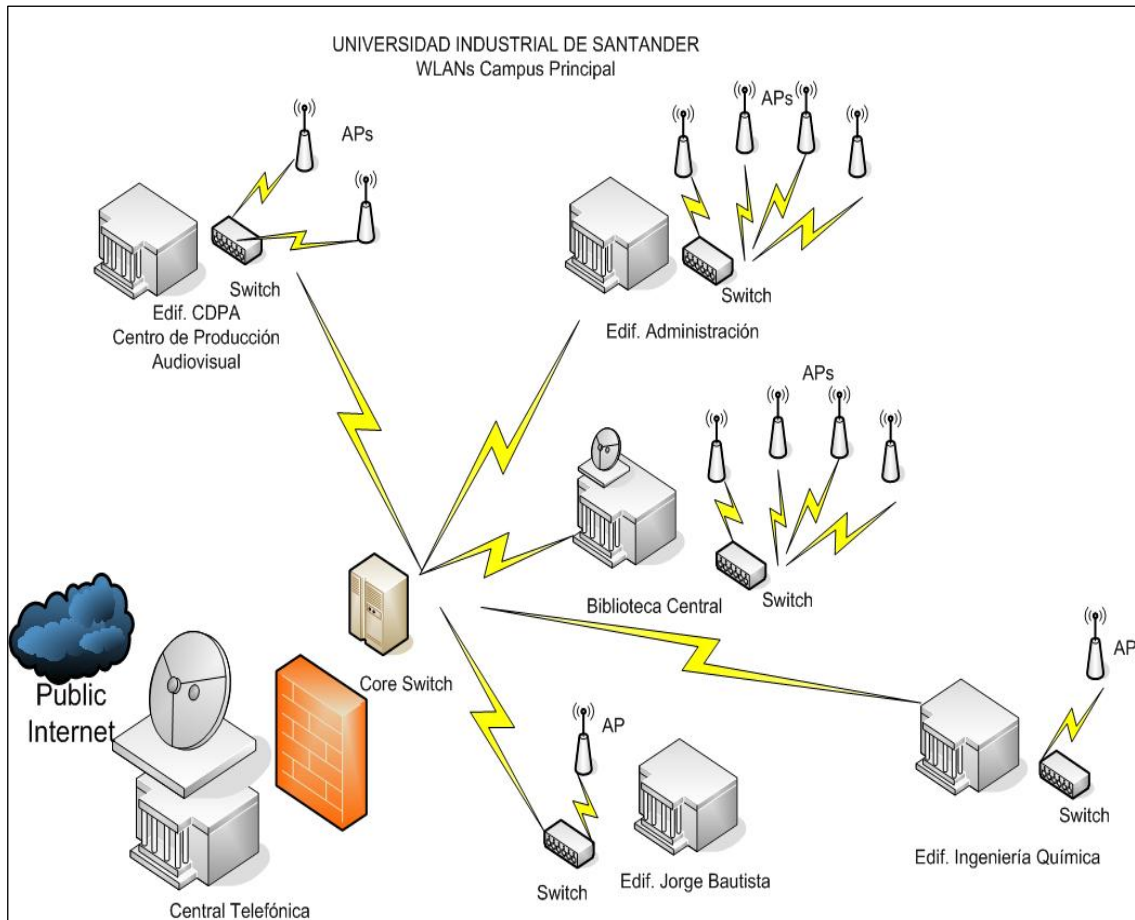 UNIVERSIDAD INDUSTRIAL DE SANTANDER
WLANs Campus Principal
APs
Switch
Edif. CDPA
Centro de Producción
Audiovisual
APs
Switch
Edif. Administración
APs
Switch
Biblioteca Central
Public
Internet
Core Switch
AP
Switch
Edif. Jorge Bautista
AP
Switch
Edif. Ingeniería Química
Central Telefónica